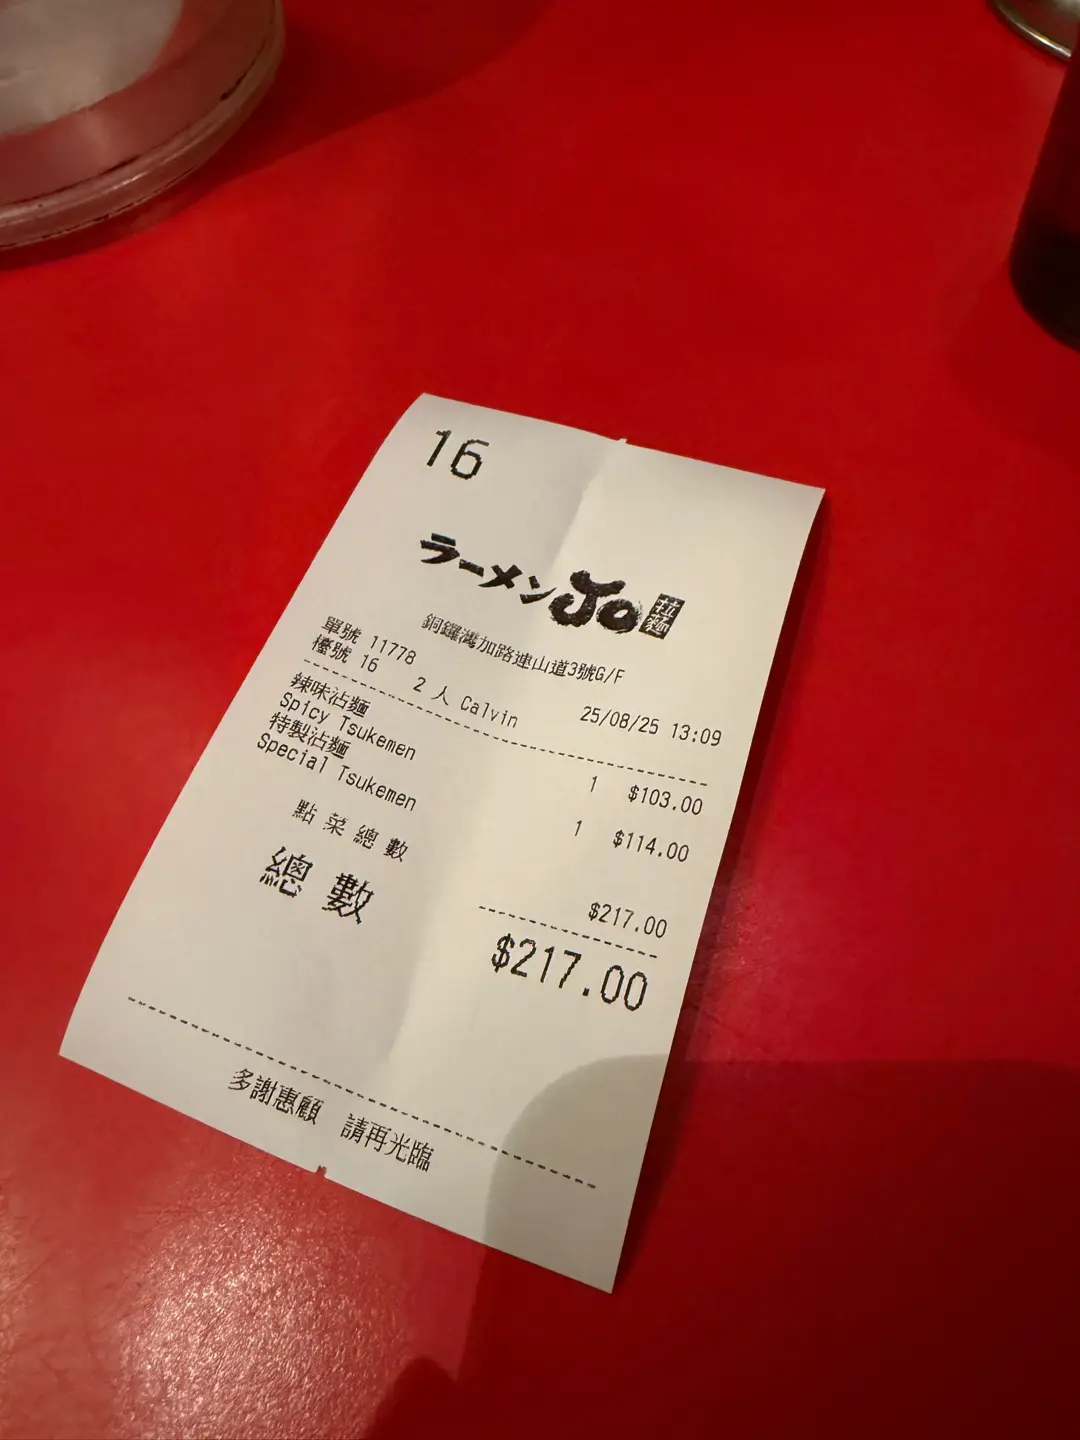 16
ラーメン Jo 拉麵
銅鑼灣加路連山道3號G/F
單號 11778
檯號 16 2 人 Calvin 25/08/25 13:09
辣味沾麵
Spicy Tsukemen 1 $103.00
特製沾麵
Special Tsukemen 1 $114.00
點菜總數 $217.00
總數 $217.00
多謝惠顧 請再光臨